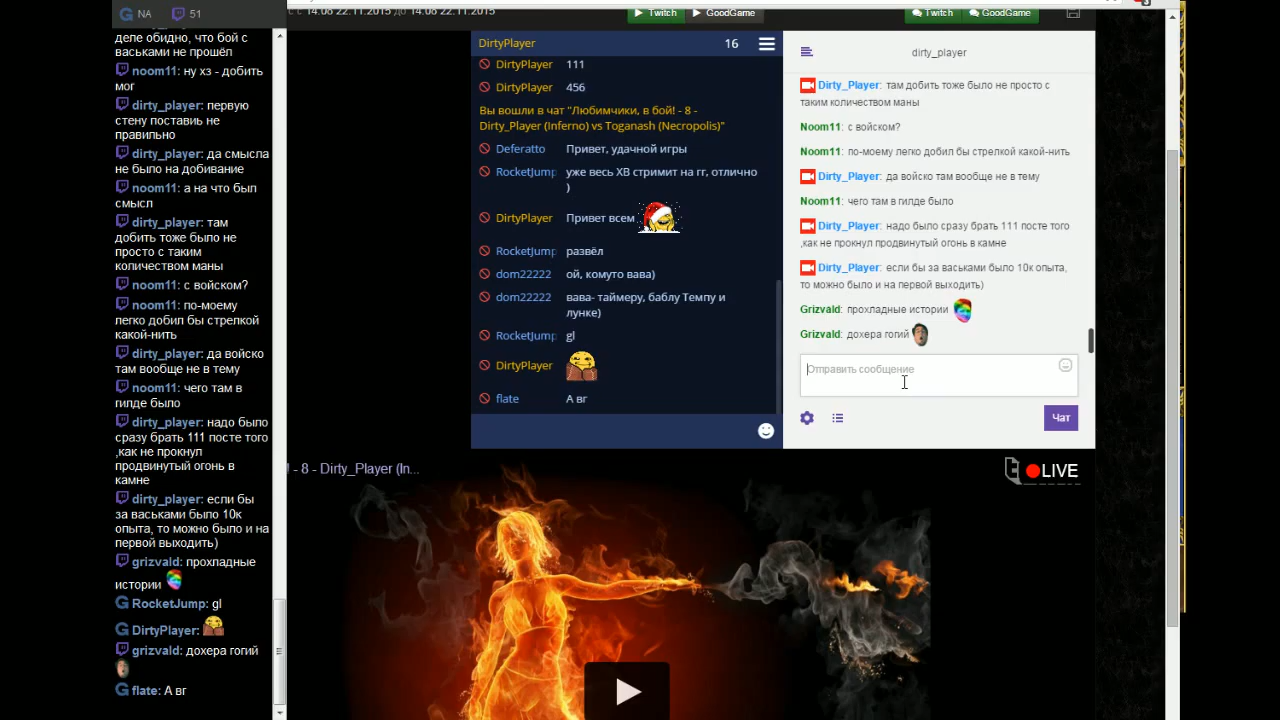 NA 51
деле обидно, что бой с
васьками не прошёл
noom11: ну хз - добить
мог
dirty_player: первую
стену поставиь не
правильно
dirty_player: да смысла
не было на добивание
noom11: а на что был
смысл
dirty_player: там
добить тоже было не
просто с таким
количеством маны
noom11: с войском?
noom11: по-моему
легко добил бы стрелкой
какой-нить
dirty_player: да войско
там вообще не в тему
noom11: чего там в
гилде было
dirty_player: надо было
сразу брать 111 посте того
,как не прокнул
продвинутый огонь в
камне
dirty_player: если бы
за васьками было 10к
опыта, то можно было и на
первой выходить)
grizvald: прохладные
истории
RocketJump: gl
DirtyPlayer:
grizvald: дохера гогий
flate: А вг
14:08 22.11.2015 до 14:08 22.11.2015
Twitch GoodGame
Twitch GoodGame
DirtyPlayer 16
DirtyPlayer 111
DirtyPlayer 456
Вы вошли в чат "Любимчики, в бой! - 8 -
Dirty_Player (Inferno) vs Toganash (Necropolis)"
Deferatto Привет, удачной игры
RocketJump уже весь ХВ стримит на гг, отлично
)
DirtyPlayer Привет всем
RocketJump развёл
dom22222 ой, комуто вава)
dom22222 вава- таймеру, баблу Темпу и
лунке)
RocketJump gl
DirtyPlayer
flate А вг
dirty_player
Dirty_Player: там добить тоже было не просто с
таким количеством маны
Noom11: с войском?
Noom11: по-моему легко добил бы стрелкой какой-нить
Dirty_Player: да войско там вообще не в тему
Noom11: чего там в гилде было
Dirty_Player: надо было сразу брать 111 посте того
,как не прокнул продвинутый огонь в камне
Dirty_Player: если бы за васьками было 10к опыта,
то можно было и на первой выходить)
Grizvald: прохладные истории
Grizvald: дохера гогий
Отправить сообщение
Чат
! - 8 - Dirty_Player (In...
LIVE